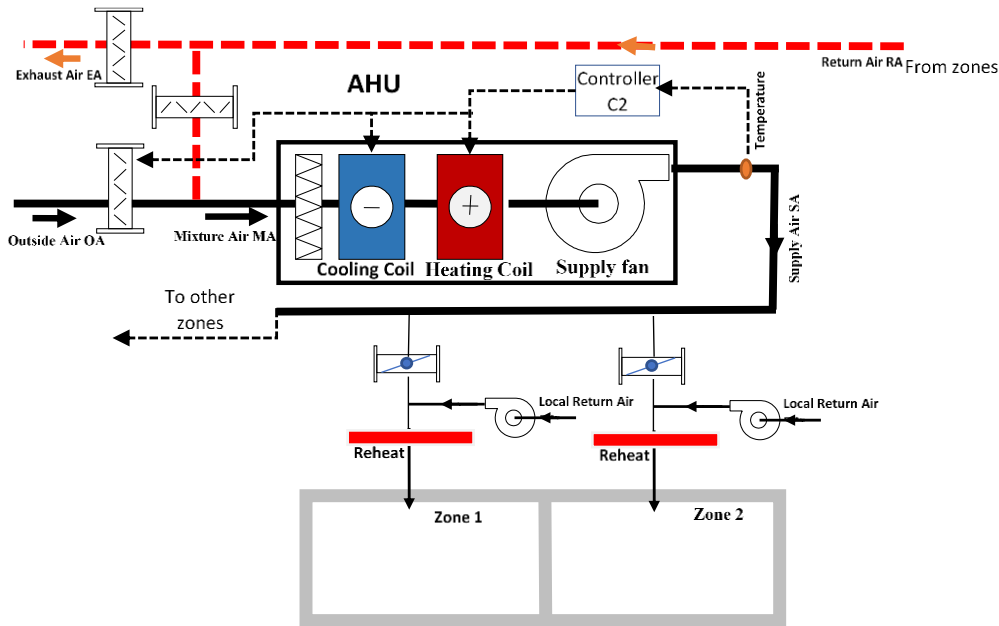 Exhaust Air EA
Return Air RA
From zones
AHU
Controller
C2
Temperature
Outside Air OA
Mixture Air MA
Cooling Coil
Heating Coil
Supply fan
Supply Air SA
To other
zones
Local Return Air
Local Return Air
Reheat
Reheat
Zone 1
Zone 2